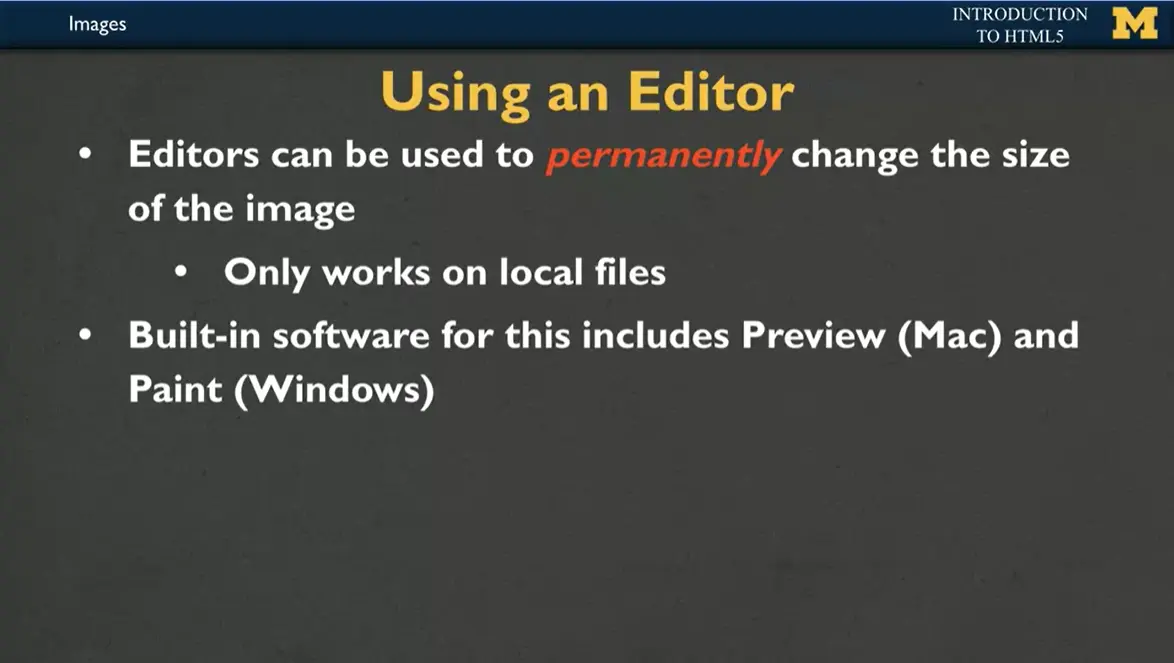 Images
INTRODUCTION
TO HTML5
M
Using an Editor
• Editors can be used to permanently change the size
of the image
• Only works on local files
• Built-in software for this includes Preview (Mac) and
Paint (Windows)